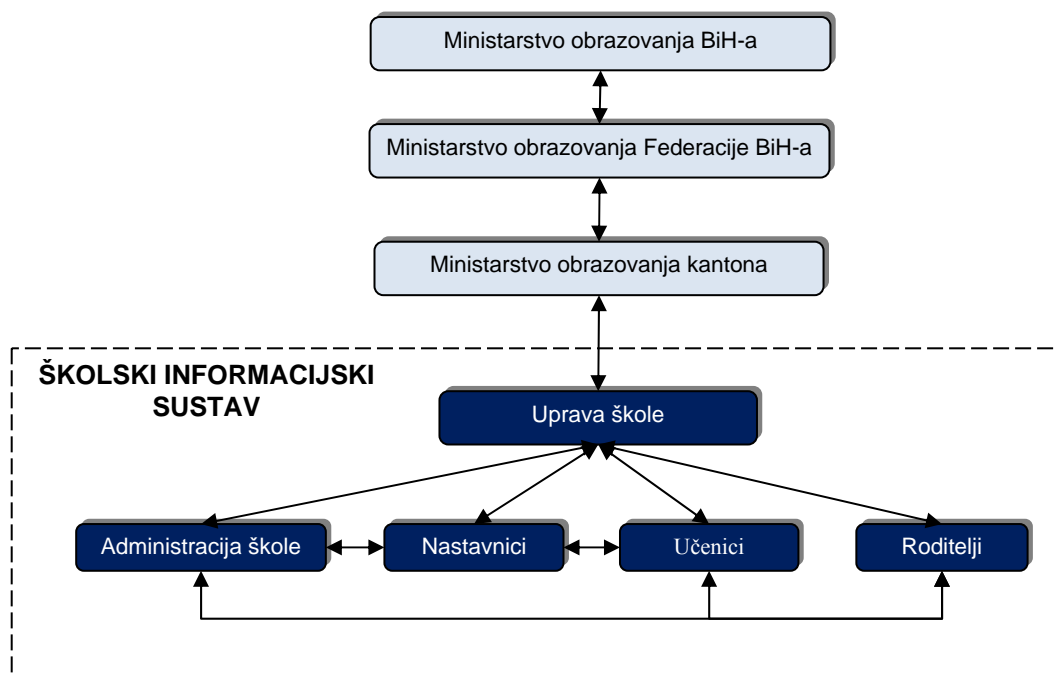 Ministarstvo obrazovanja BiH-a
Ministarstvo obrazovanja Federacije BiH-a
Ministarstvo obrazovanja kantona
ŠKOLSKI INFORMACIJSKI
SUSTAV
Uprava škole
Administracija škole
Nastavnici
Učenici
Roditelji